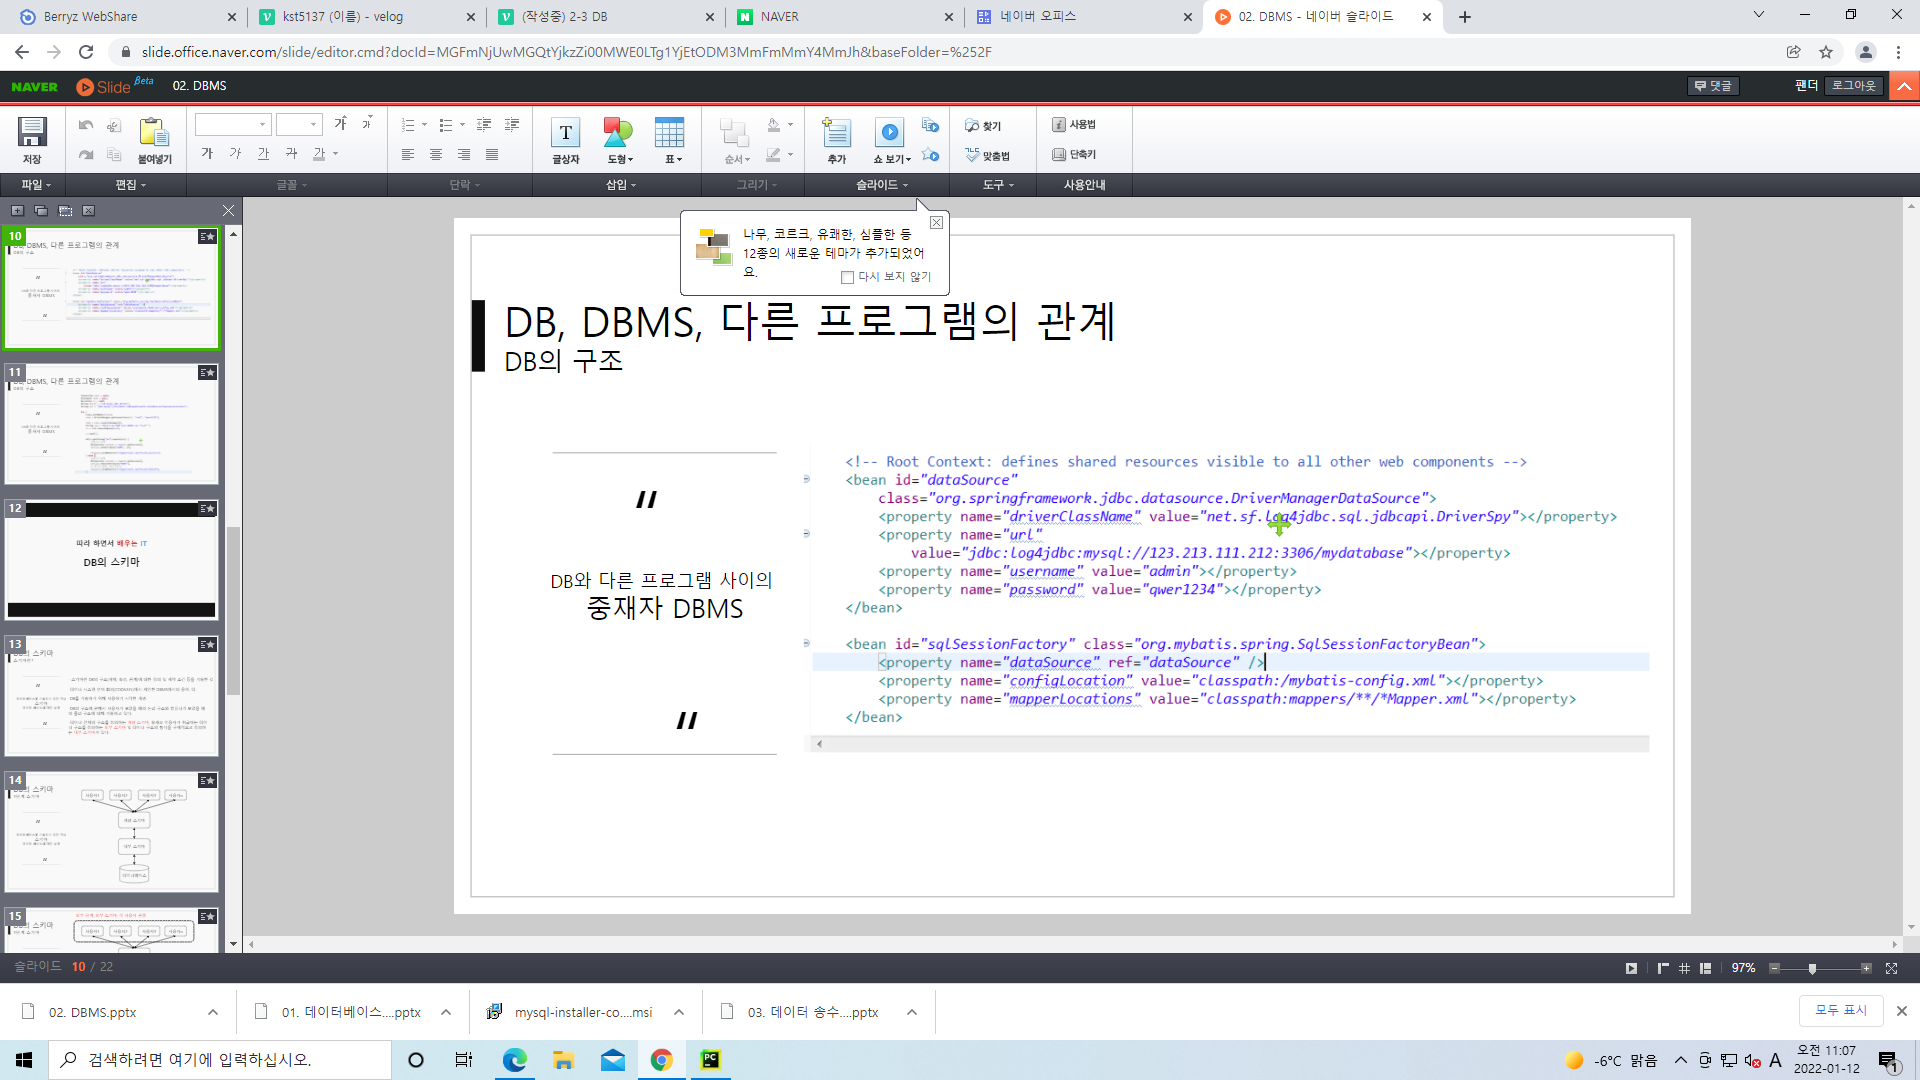 Berryz WebShare
kst5137 (이름) - velog
(작성중) 2-3 DB
NAVER
네이버 오피스
02. DBMS - 네이버 슬라이드
slide.office.naver.com/slide/editor.cmd?docId=MGFmNjUwMGQtYjkzZi00MWE0LTg1YjEtODM3MmFmMmY4MmJh&baseFolder=%252F
NAVER Slide Beta 02. DBMS
댓글
팬더
로그아웃
저장
붙여넣기
가 가
가 가 가 가 가
글상자
도형
표
순서
추가
쇼 보기
찾기
맞춤법
사용법
단축키
파일
편집
글꼴
단락
삽입
그리기
슬라이드
도구
사용안내
나무, 코르크, 유쾌한, 심플한 등
12종의 새로운 테마가 추가되었어
요.
다시 보지 않기
10
DB, DBMS, 다른 프로그램의 관계
11
DB, DBMS, 다른 프로그램의 관계
12
따라 하면서 배우는 IT
DB의 스키마
13
DB의 스키마
14
DB의 스키마
15
DB의 스키마
DB, DBMS, 다른 프로그램의 관계
DB의 구조
"
DB와 다른 프로그램 사이의
중재자 DBMS
"
<!-- Root Context: defines shared resources visible to all other web components -->
<bean id="dataSource"
class="org.springframework.jdbc.datasource.DriverManagerDataSource">
<property name="driverClassName" value="net.sf.log4jdbc.sql.jdbcapi.DriverSpy"></property>
<property name="url"
value="jdbc:log4jdbc:mysql://123.213.111.212:3306/mydatabase"></property>
<property name="username" value="admin"></property>
<property name="password" value="qwer1234"></property>
</bean>
<bean id="sqlSessionFactory" class="org.mybatis.spring.SqlSessionFactoryBean">
<property name="dataSource" ref="dataSource" />
<property name="configLocation" value="classpath:/mybatis-config.xml"></property>
<property name="mapperLocations" value="classpath:mappers/**/*Mapper.xml"></property>
</bean>
슬라이드 10 / 22
97%
02. DBMS.pptx
01. 데이터베이스....pptx
mysql-installer-co....msi
03. 데이터 송수....pptx
모두 표시
검색하려면 여기에 입력하십시오.
PC
-6°C 맑음
A
오전 11:07
2022-01-12
1